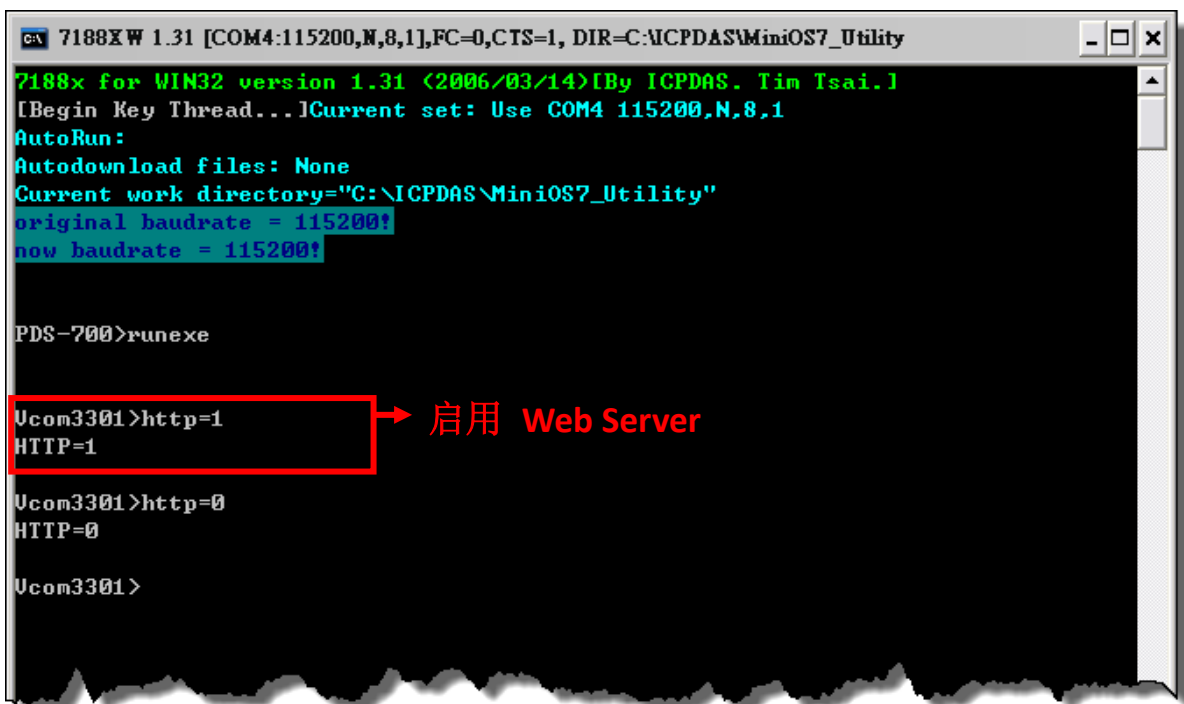 7188XW 1.31 [COM4:115200,N,8,1],FC=0,CTS=1, DIR=C:\ICPDAS\MiniOS7_Utility
7188x for WIN32 version 1.31 (2006/03/14)[By ICPDAS. Tim Tsai.]
[Begin Key Thread...]Current set: Use COM4 115200,N,8,1
AutoRun:
Autodownload files: None
Current work directory="C:\ICPDAS\MiniOS7_Utility"
original baudrate = 115200!
now baudrate = 115200!
PDS-700>runexe
Vcom3301>http=1
启用 Web Server
HTTP=1
Vcom3301>http=0
HTTP=0
Vcom3301>